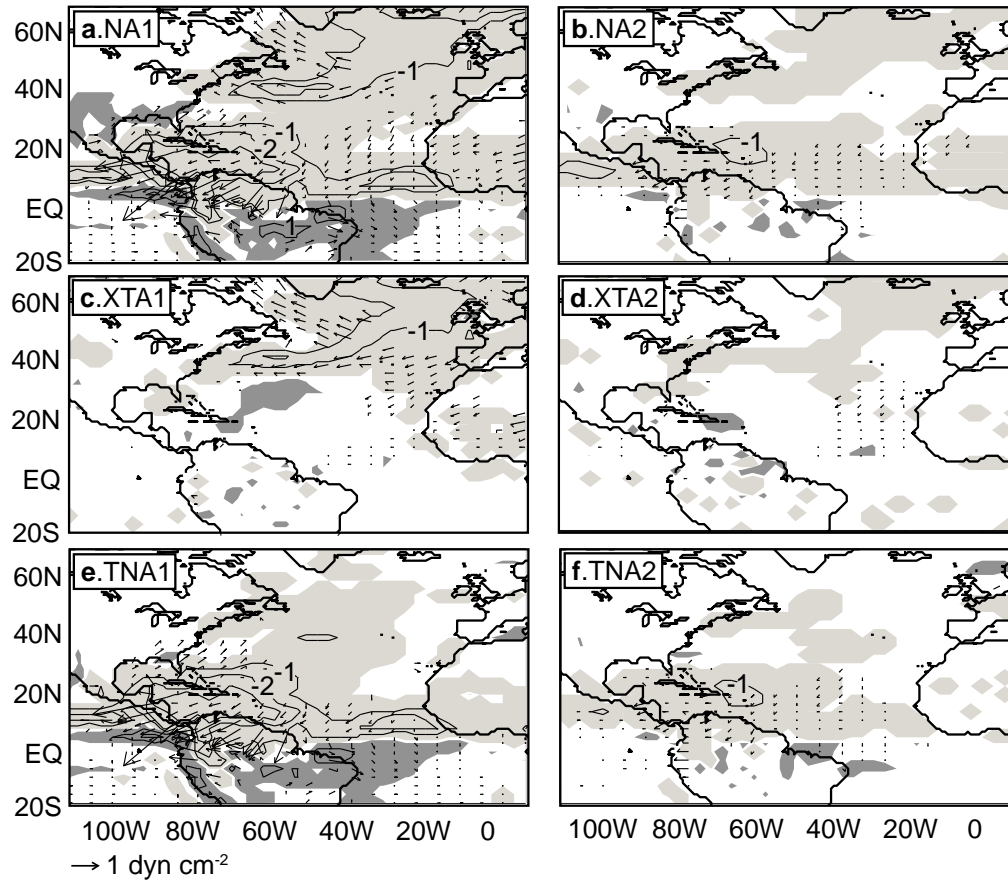 a.NA1
b.NA2
60N
40N
20N
EQ
20S
-1
-1
-2
1
-1
c.XTA1
d.XTA2
60N
40N
20N
EQ
20S
-1
e.TNA1
f.TNA2
60N
40N
20N
EQ
20S
-1
-2
1
100W 80W 60W 40W 20W 0
100W 80W 60W 40W 20W 0
→ 1 dyn cm-2